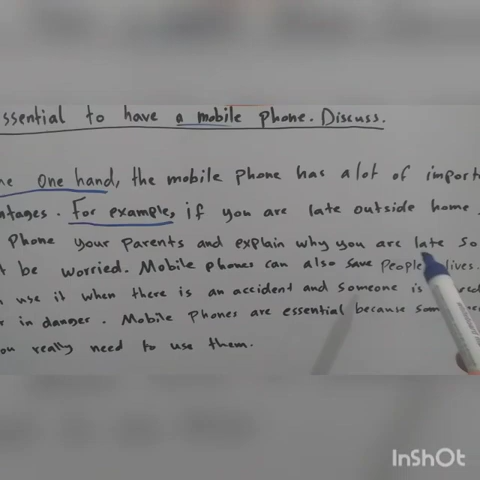 ssential to have a mobile phone. Discuss.
one hand, the mobile phone has a lot of import
ntages. For example, if you are late outside home
Phone your parents and explain why you are late so
t be worried. Mobile phones can also save People lives.
use it when there is an accident and someone is
r in danger. Mobile Phones are essential because som
ou really need to use them.
InShOt